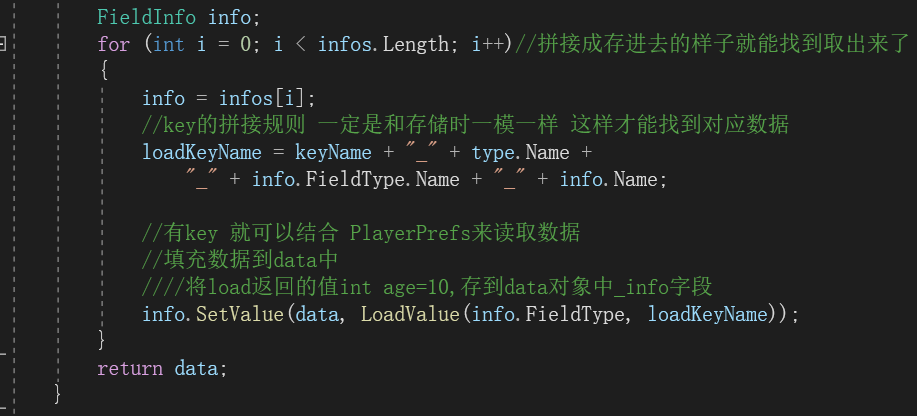 FieldInfo info;
for (int i = 0; i < infos.Length; i++)//拼接成存进去的样子就能找到取出来了
{
info = infos[i];
//key的拼接规则 一定是和存储时一模一样 这样才能找到对应数据
loadKeyName = keyName + "_" + type.Name +
"_" + info.FieldType.Name + "_" + info.Name;
//有key 就可以结合 PlayerPrefs来读取数据
//填充数据到data中
////将load返回的值int age=10,存到data对象中_info字段
info.SetValue(data, LoadValue(info.FieldType, loadKeyName));
}
return data;
}